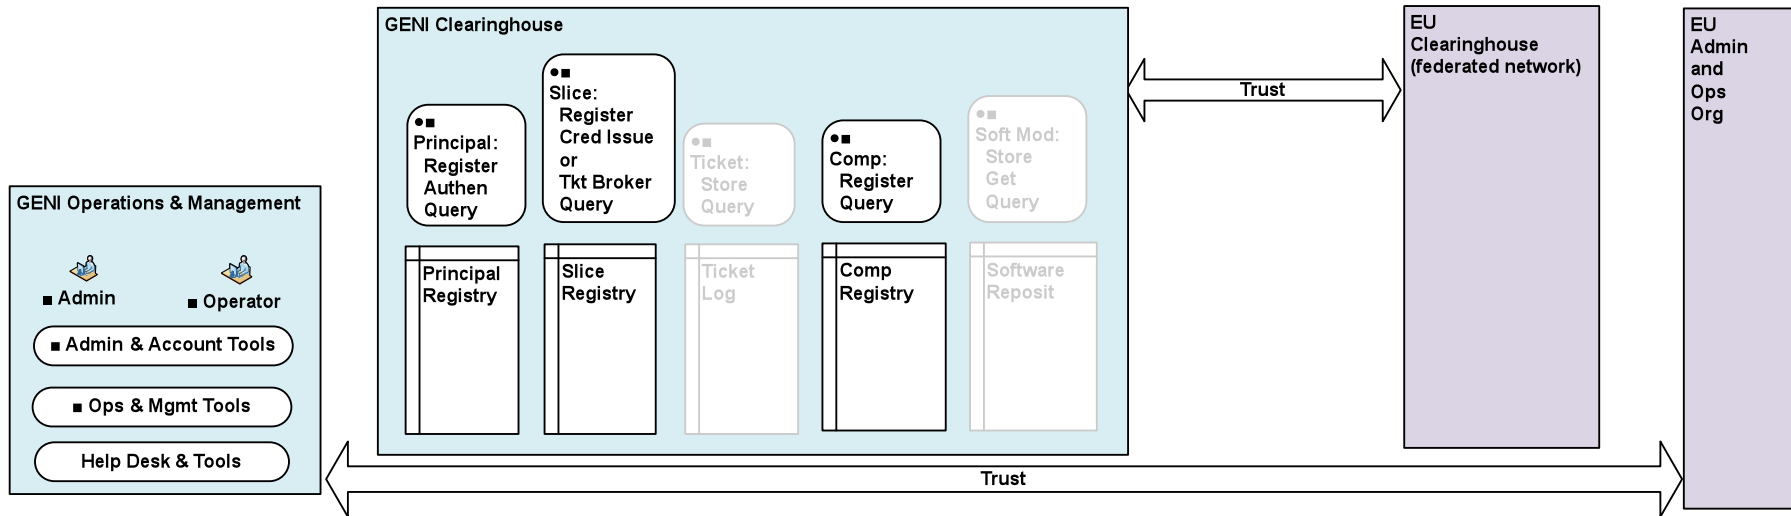 GENI Clearinghouse
●■
Principal:
Register
Authen
Query
●■
Slice:
Register
Cred Issue
or
Tkt Broker
Query
●■
Ticket:
Store
Query
●■
Comp:
Register
Query
●■
Soft Mod:
Store
Get
Query
Principal
Registry
Slice
Registry
Ticket
Log
Comp
Registry
Software
Reposit
Trust
EU
Clearinghouse
(federated network)
EU
Admin
and
Ops
Org
GENI Operations & Management
■ Admin
■ Operator
■ Admin & Account Tools
■ Ops & Mgmt Tools
Help Desk & Tools
Trust